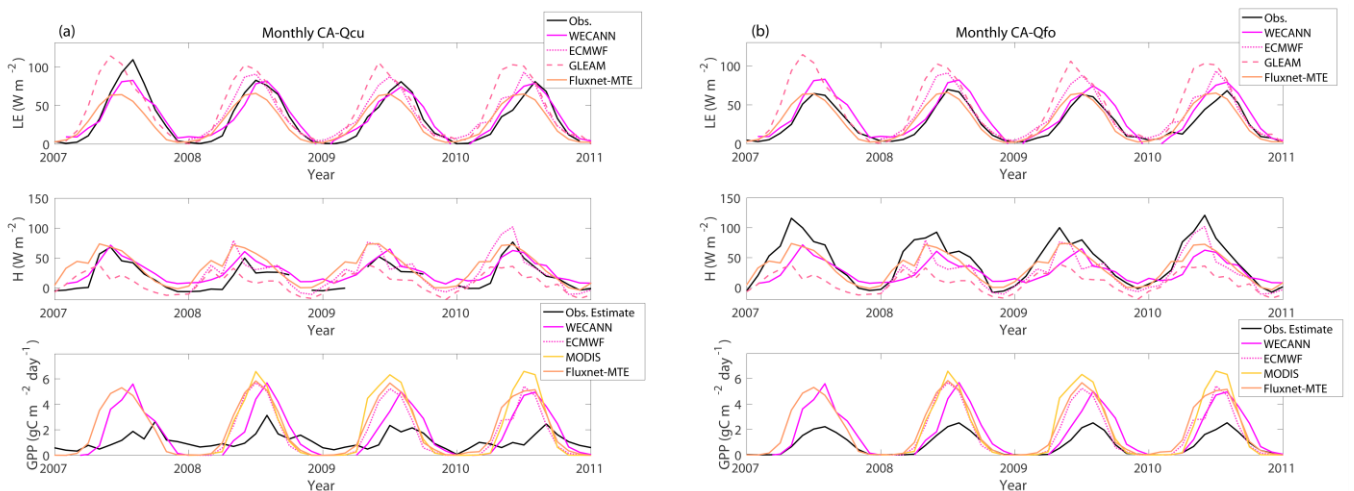 (a)
Monthly CA-Qcu
Obs.
WECANN
ECMWF
GLEAM
Fluxnet-MTE
LE (W m⁻²)
100
50
0
2007 2008 2009 2010 2011
Year
H (W m⁻²)
150
100
50
0
2007 2008 2009 2010 2011
Year
Obs. Estimate
WECANN
ECMWF
MODIS
Fluxnet-MTE
GPP (gC m⁻² day⁻¹)
6
4
2
0
2007 2008 2009 2010 2011
Year
(b)
Monthly CA-Qfo
Obs.
WECANN
ECMWF
GLEAM
Fluxnet-MTE
LE (W m⁻²)
100
50
0
2007 2008 2009 2010 2011
Year
H (W m⁻²)
150
100
50
0
2007 2008 2009 2010 2011
Year
Obs. Estimate
WECANN
ECMWF
MODIS
Fluxnet-MTE
GPP (gC m⁻² day⁻¹)
6
4
2
0
2007 2008 2009 2010 2011
Year